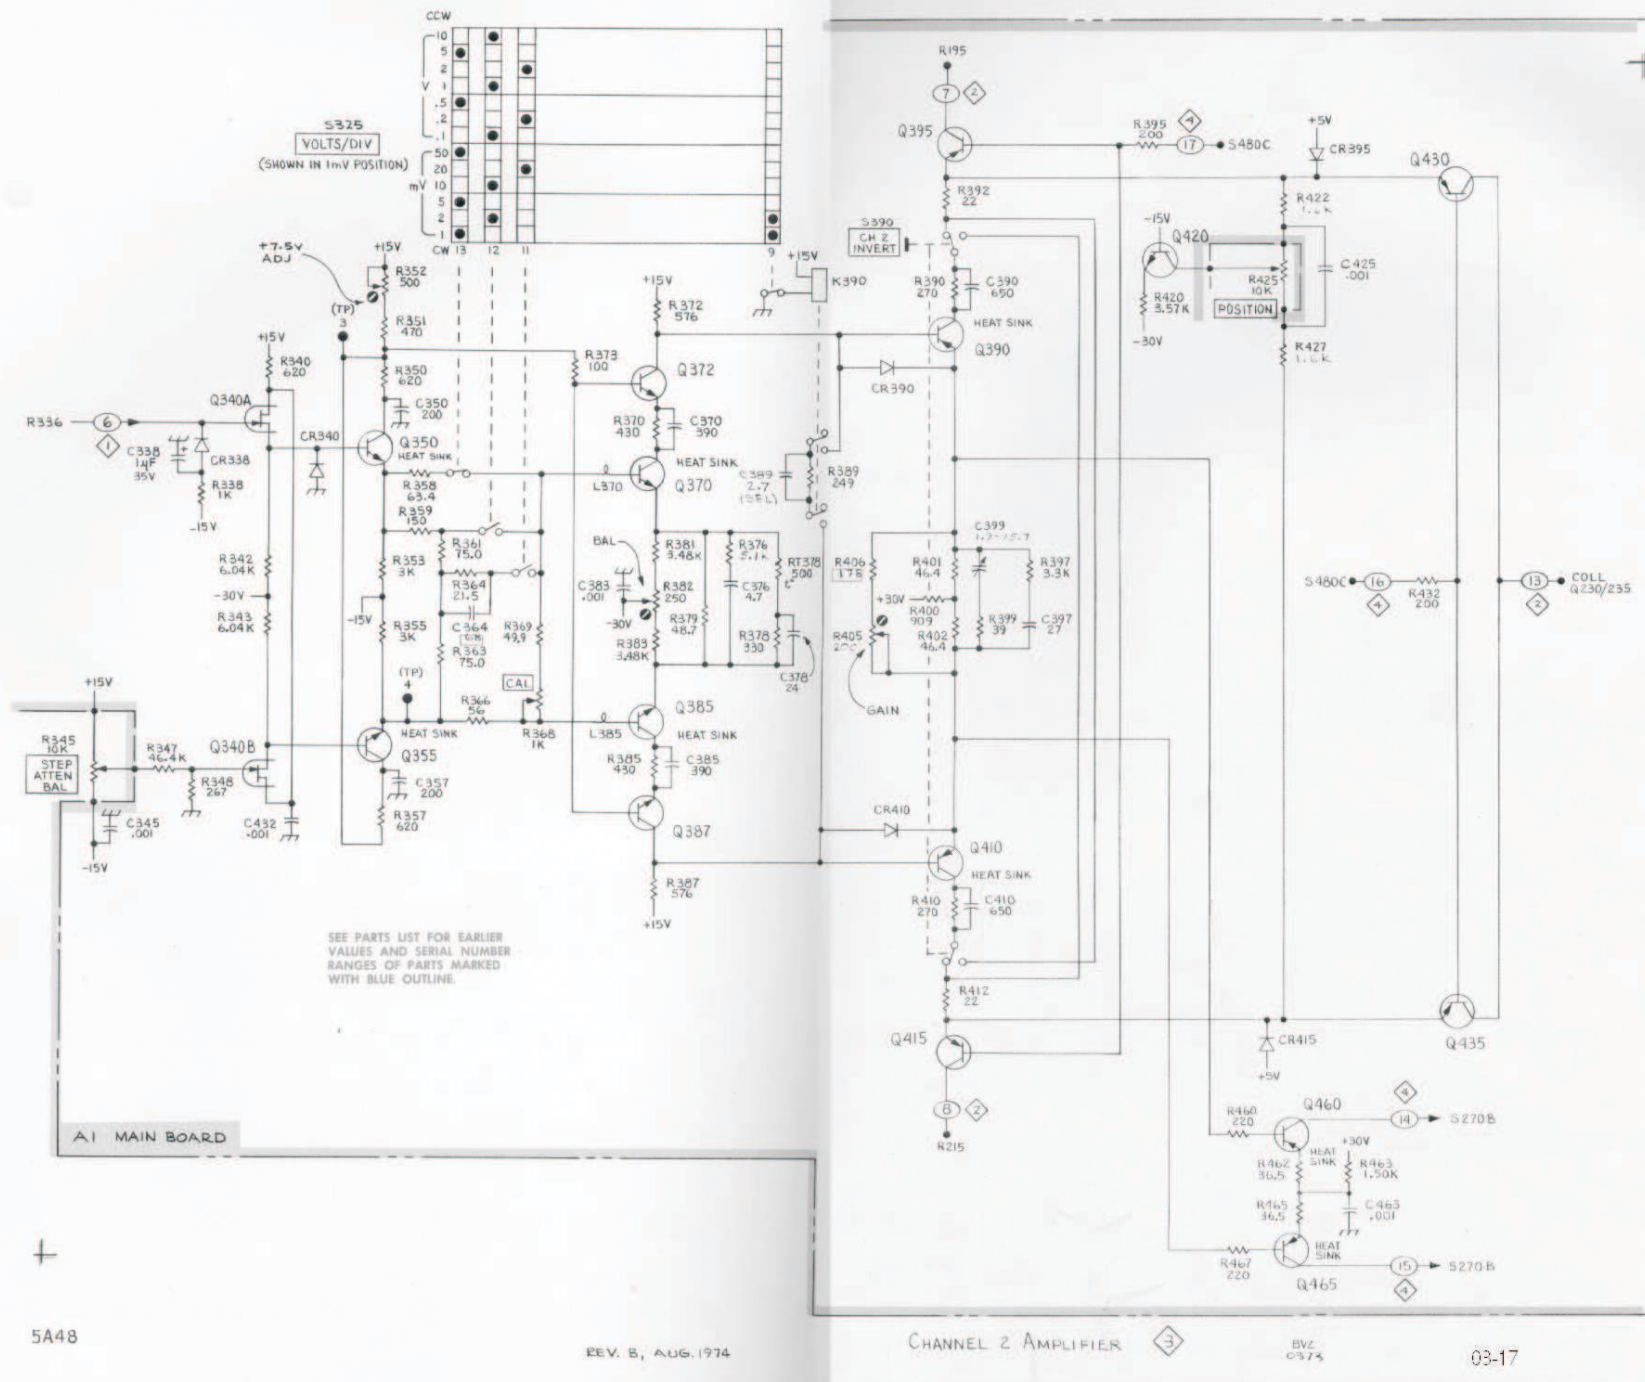 CCW
10
5
2
V 1
.5
.2
.1
50
20
mV 10
5
2
1
CW 13 12 11 9
S325
VOLTS/DIV
(SHOWN IN 1mV POSITION)
+7.5V
ADJ
+15V
R352
500
(TP)
3
R351
470
+15V
R340
620
R350
620
C350
200
Q340A
R336
6
1
C338
1µF
35V
CR338
R338
1K
-15V
CR340
Q350
HEAT SINK
R358
63.4
R359
150
R361
75.0
R364
21.5
C364
R363
75.0
R369
49.9
R353
3K
-15V
R355
3K
R342
6.04K
-30V
R343
6.04K
(TP)
4
R366
56
CAL
R368
1K
HEAT SINK
Q355
C357
200
R357
620
+15V
R345
10K
STEP
ATTEN
BAL
R347
46.4K
R348
267
Q340B
C345
.001
-15V
C432
.001
+15V
K390
+15V
R372
576
R373
100
Q372
R370
430
C370
390
HEAT SINK
Q370
L370
BAL
C383
.001
-30V
R381
3.48K
R382
250
R383
3.48K
R376
5.1K
C376
4.7
R379
48.7
RT378
500
t°
R378
330
C378
24
Q385
HEAT SINK
L385
R385
430
C385
390
Q387
R387
576
+15V
C389
2.7
(SEL)
R389
249
R195
7
2
Q395
R392
22
S390
CH 2
INVERT
R390
270
C390
650
HEAT SINK
Q390
CR390
R395
200
4
17
S480C
+5V
CR395
Q430
R422
-15V
Q420
R420
3.57K
-30V
R425
10K
POSITION
C425
.001
R427
C399
R406
178
R401
46.4
R397
3.3K
+30V
R400
909
R399
39
C397
27
R405
R402
46.4
GAIN
S480C
16
4
R432
200
13
2
COLL
Q230/235
CR410
Q410
HEAT SINK
R410
270
C410
650
R412
22
Q415
8
2
R215
CR415
+5V
Q435
R460
220
Q460
4
14
S270B
HEAT
SINK
+30V
R462
36.5
R463
1.50K
R465
36.5
C463
.001
R467
220
HEAT
SINK
Q465
15
S270B
4
SEE PARTS LIST FOR EARLIER
VALUES AND SERIAL NUMBER
RANGES OF PARTS MARKED
WITH BLUE OUTLINE.
A1 MAIN BOARD
5A48
REV. B, AUG. 1974
CHANNEL 2 AMPLIFIER
3
BVZ
0373
03-17